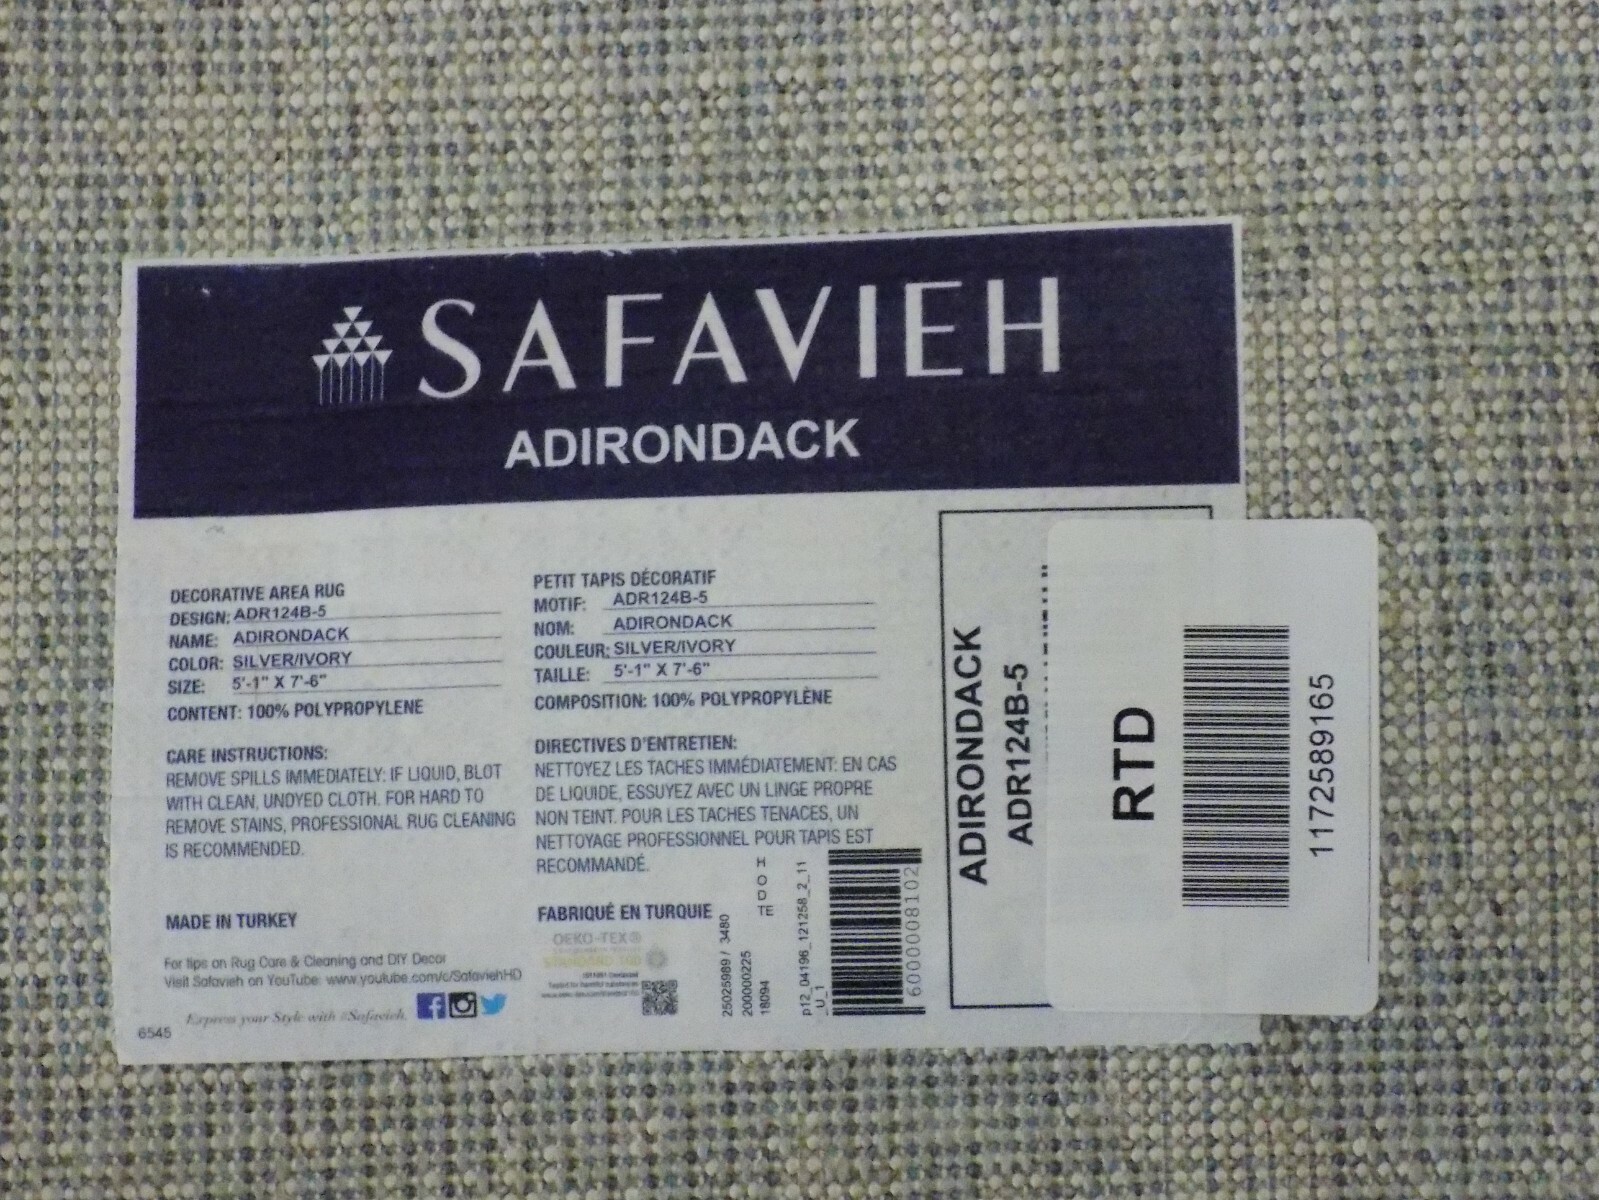 SAFAVIEH
ADIRONDACK
DECORATIVE AREA RUG
DESIGN: ADR124B-5
NAME: ADIRONDACK
COLOR: SILVER/IVORY
SIZE: 5'-1" X 7'-6"
CONTENT: 100% POLYPROPYLENE
CARE INSTRUCTIONS:
REMOVE SPILLS IMMEDIATELY: IF LIQUID, BLOT
WITH CLEAN, UNDYED CLOTH. FOR HARD TO
REMOVE STAINS, PROFESSIONAL RUG CLEANING
IS RECOMMENDED.
MADE IN TURKEY
For tips on Rug Care & Cleaning and DIY Decor
Visit Safavieh on YouTube: www.youtube.com/c/SafaviehHD
Express your Style with #Safavieh.
6545
PETIT TAPIS DÉCORATIF
MOTIF: ADR124B-5
NOM: ADIRONDACK
COULEUR: SILVER/IVORY
TAILLE: 5'-1" X 7'-6"
COMPOSITION: 100% POLYPROPYLÈNE
DIRECTIVES D'ENTRETIEN:
NETTOYEZ LES TACHES IMMÉDIATEMENT: EN CAS
DE LIQUIDE, ESSUYEZ AVEC UN LINGE PROPRE
NON TEINT. POUR LES TACHES TENACES, UN
NETTOYAGE PROFESSIONNEL POUR TAPIS EST
RECOMMANDÉ.
FABRIQUÉ EN TURQUIE
OEKO-TEX®
STANDARD 100
25025989 / 3480
20000000225
18094
H
O
D
TE
p12_04196_121258_2_11
_U_1
6000008102
ADIRONDACK
ADR124B-5
RTD
1172589165